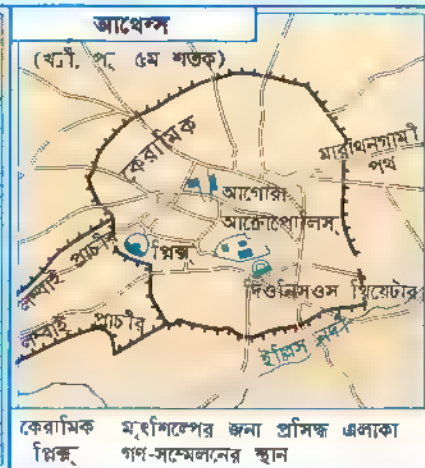 আথেন্স
(খ্রী. পূ. ৫ম শতক)
কেরামিক
মারাথনগামী
পথ
আগোরা
আক্রোপোলিস
প্লিক্স
দিওনিসওস থিয়েটার
লম্বাই প্রাচীর
লম্বাই প্রাচীর
ইল্লিস নদী
কেরামিক মৃৎশিল্পের জন্য প্রসিদ্ধ এলাকা
প্লিক্স্ গণ-সম্মেলনের স্থান